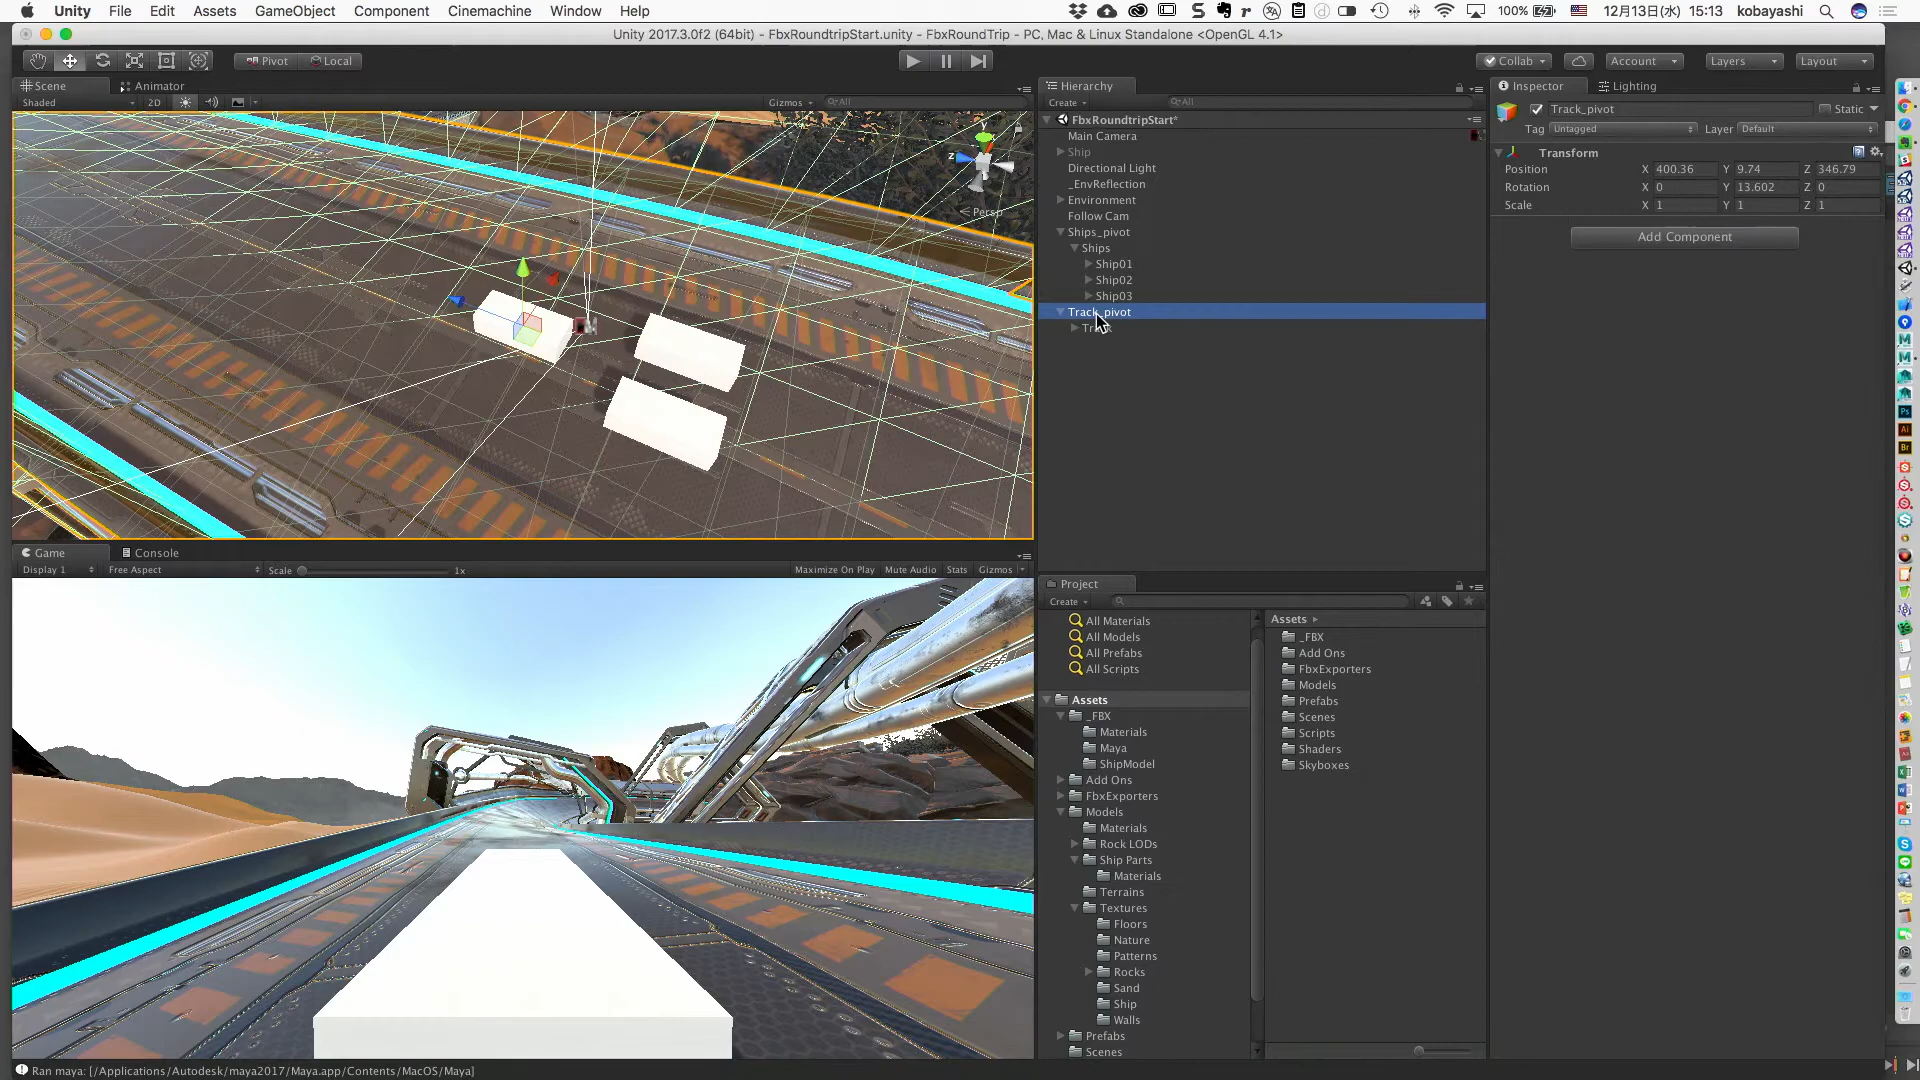 Unity File Edit Assets GameObject Component Cinemachine Window Help
100% 12月13日(水) 15:13 kobayashi
Unity 2017.3.0f2 (64bit) - FbxRoundtripStart.unity - FbxRoundTrip - PC, Mac & Linux Standalone <OpenGL 4.1>
Pivot Local
Collab Account Layers Layout
Scene Animator
Shaded 2D Gizmos All
y
z
Persp
Hierarchy
Create All
FbxRoundtripStart*
Main Camera
Ship
Directional Light
_EnvReflection
Environment
Follow Cam
Ships_pivot
Ships
Ship01
Ship02
Ship03
Track_pivot
Inspector Lighting
Track_pivot Static
Tag Untagged Layer Default
Transform
Position X 400.36 Y 9.74 Z 346.79
Rotation X 0 Y 13.602 Z 0
Scale X 1 Y 1 Z 1
Add Component
Game Console
Display 1 Free Aspect Scale 1x Maximize On Play Mute Audio Stats Gizmos
Project
Create
All Materials
All Models
All Prefabs
All Scripts
Assets
_FBX
Materials
Maya
ShipModel
Add Ons
FbxExporters
Models
Materials
Rock LODs
Ship Parts
Materials
Terrains
Textures
Floors
Nature
Patterns
Rocks
Sand
Ship
Walls
Prefabs
Scenes
Assets
_FBX
Add Ons
FbxExporters
Models
Prefabs
Scenes
Scripts
Shaders
Skyboxes
Ran maya: [/Applications/Autodesk/maya2017/Maya.app/Contents/MacOS/Maya]